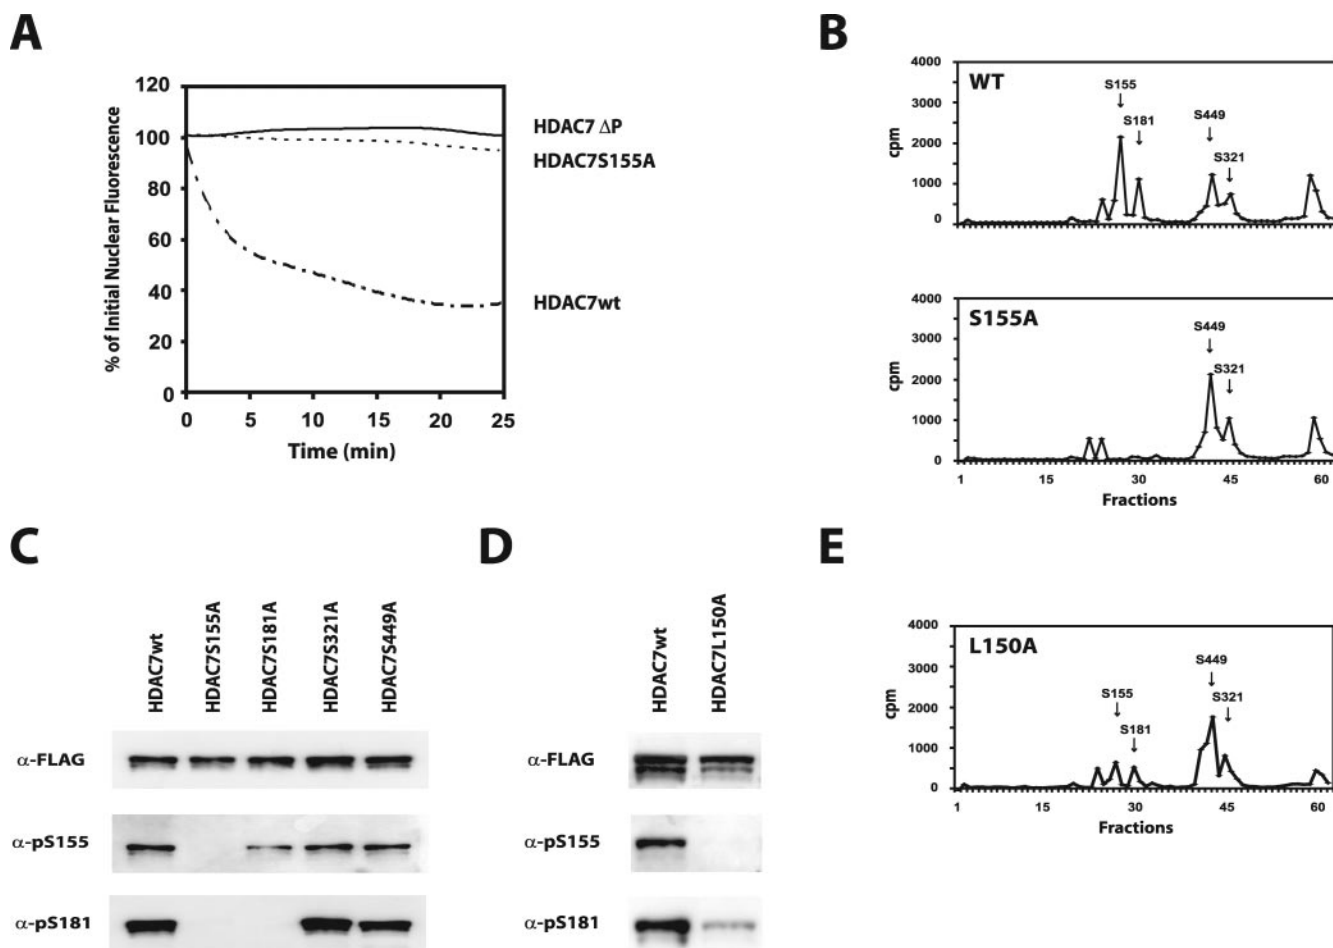 A
% of Initial Nuclear Fluorescence
120
100
80
60
40
20
0
0 5 10 15 20 25
Time (min)
HDAC7 ΔP
HDAC7S155A
HDAC7wt
B
WT
cpm
4000
3000
2000
1000
0
S155
S181
S449
S321
S155A
cpm
4000
3000
2000
1000
0
S449
S321
1 15 30 45 60
Fractions
C
HDAC7wt
HDAC7S155A
HDAC7S181A
HDAC7S321A
HDAC7S449A
α-FLAG
α-pS155
α-pS181
D
HDAC7wt
HDAC7L150A
α-FLAG
α-pS155
α-pS181
E
L150A
cpm
4000
3000
2000
1000
0
S155
S181
S449
S321
1 15 30 45 60
Fractions